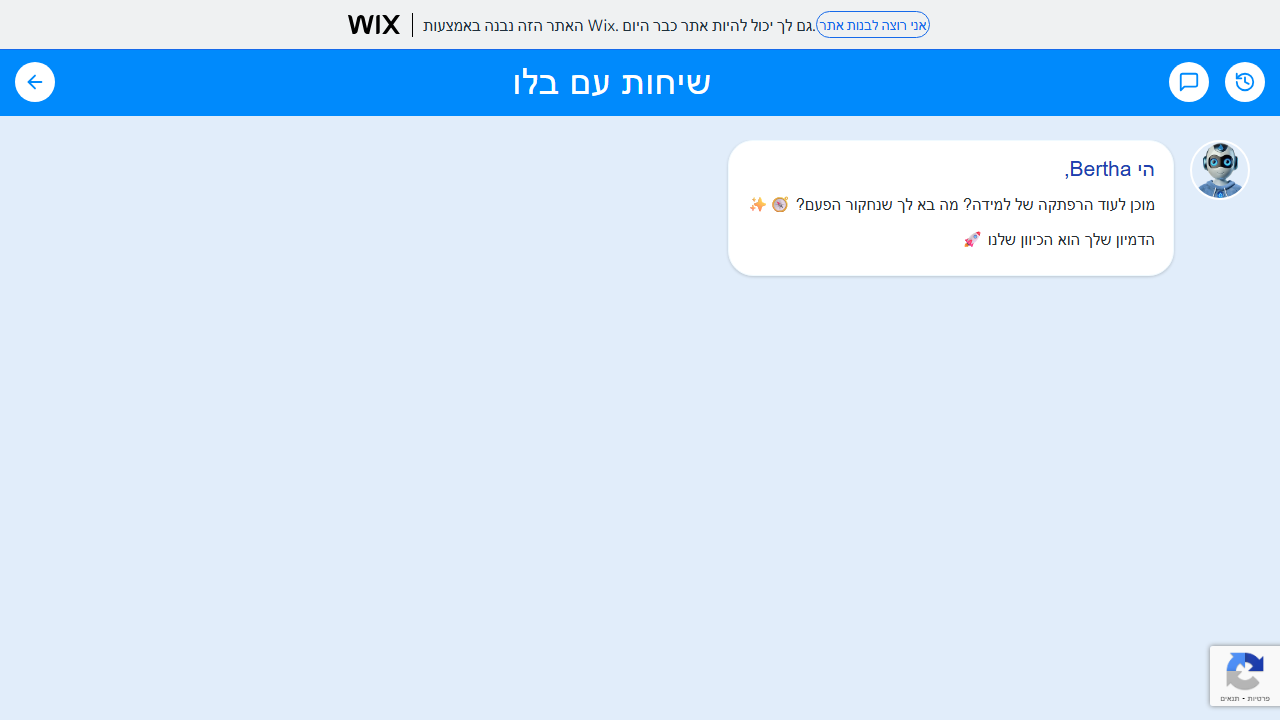 WIX | האתר הזה נבנה באמצעות Wix. גם לך יכול להיות אתר כבר היום. אני רוצה לבנות אתר
שיחות עם בלו
הי Bertha,
מוכן לעוד הרפתקה של למידה? מה בא לך שנחקור הפעם? 🧭 ✨
הדמיון שלך הוא הכיוון שלנו 🚀
פרטיות - תנאים